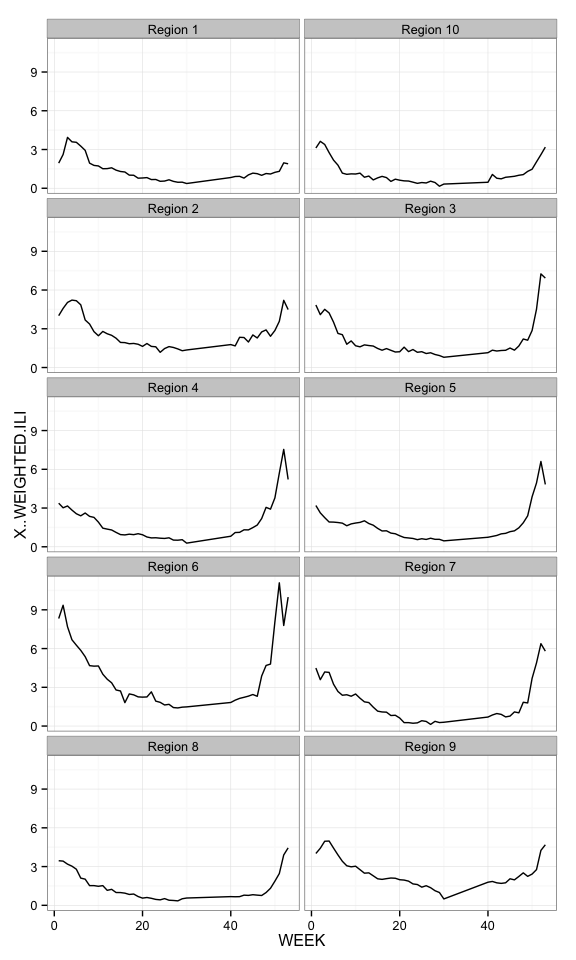 Region 1
Region 10
9
6
3
0
Region 2
Region 3
9
6
3
0
Region 4
Region 5
9
6
3
0
Region 6
Region 7
9
6
3
0
Region 8
Region 9
9
6
3
0
0 20 40 0 20 40
WEEK
X..WEIGHTED.ILI